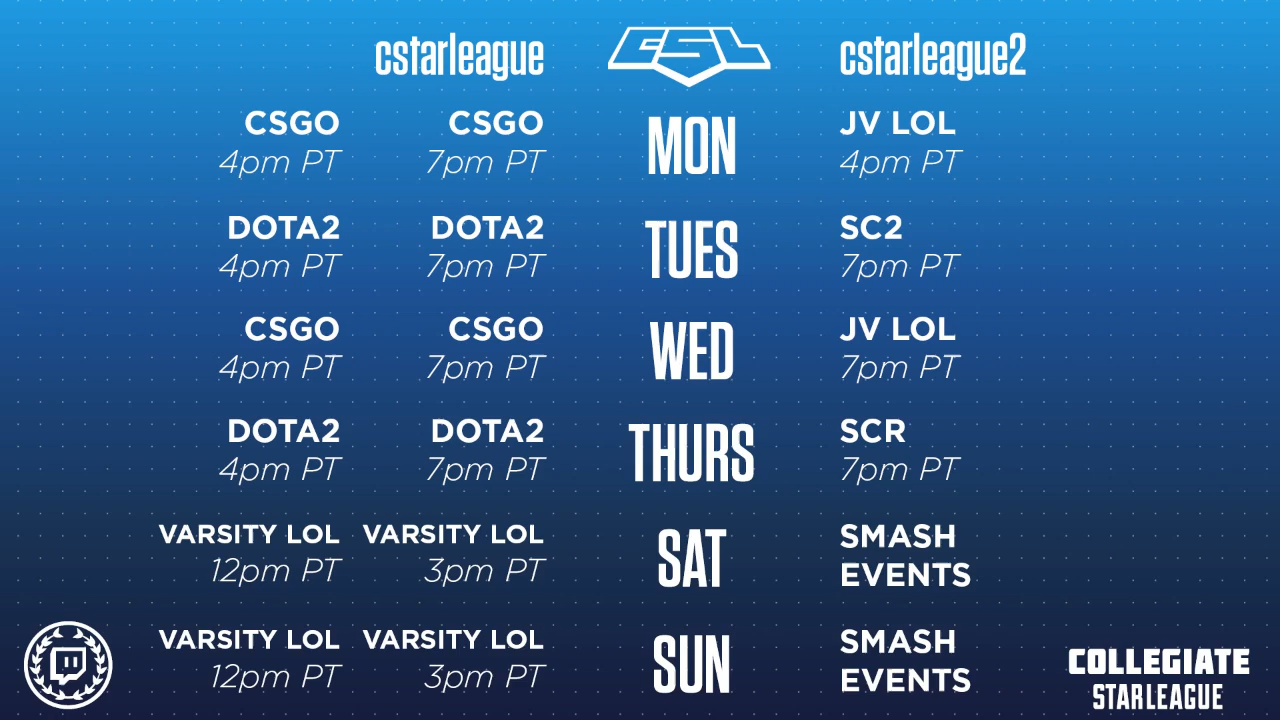 cstarleague CSL cstarleague2
CSGO CSGO MON JV LOL
4pm PT 7pm PT 4pm PT
DOTA2 DOTA2 TUES SC2
4pm PT 7pm PT 7pm PT
CSGO CSGO WED JV LOL
4pm PT 7pm PT 7pm PT
DOTA2 DOTA2 THURS SCR
4pm PT 7pm PT 7pm PT
VARSITY LOL VARSITY LOL SAT SMASH
12pm PT 3pm PT EVENTS
VARSITY LOL VARSITY LOL SUN SMASH
12pm PT 3pm PT EVENTS
COLLEGIATE
STARLEAGUE